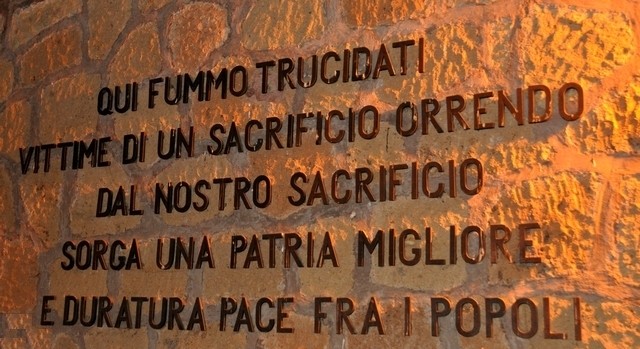 QUI FUMMO TRUCIDATI
VITTIME DI UN SACRIFICIO ORRENDO
DAL NOSTRO SACRIFICIO
SORGA UNA PATRIA MIGLIORE
E DURATURA PACE FRA I POPOLI